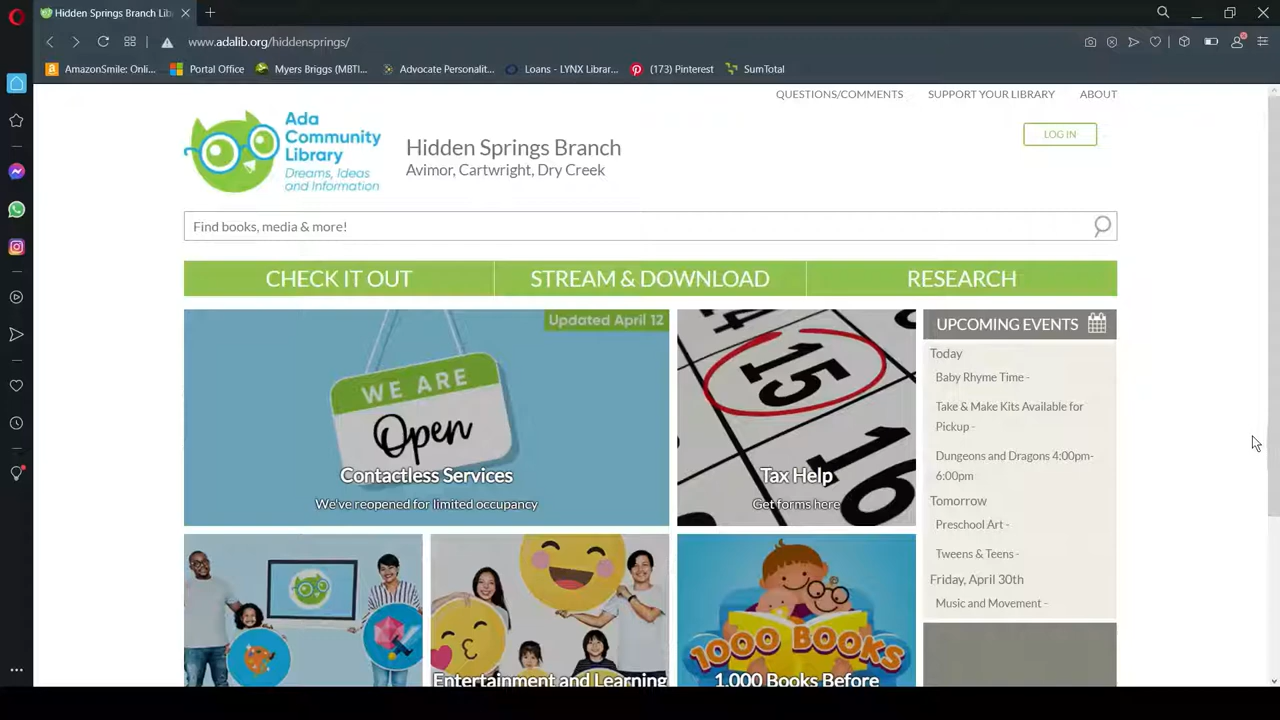 Hidden Springs Branch Lib
www.adalib.org/hiddensprings/
AmazonSmile: Onli...
Portal Office
Myers Briggs (MBTI...
Advocate Personalit...
Loans - LYNX Librar...
(173) Pinterest
SumTotal
QUESTIONS/COMMENTS
SUPPORT YOUR LIBRARY
ABOUT
Ada
Community
Library
Dreams, Ideas
and Information
Hidden Springs Branch
Avimor, Cartwright, Dry Creek
LOG IN
Find books, media & more!
CHECK IT OUT
STREAM & DOWNLOAD
RESEARCH
Updated April 12
WE ARE
Open
Contactless Services
We've reopened for limited occupancy
14
15
16
Tax Help
Get forms here
UPCOMING EVENTS
Today
Baby Rhyme Time -
Take & Make Kits Available for
Pickup -
Dungeons and Dragons 4:00pm-
6:00pm
Tomorrow
Preschool Art -
Tweens & Teens -
Friday, April 30th
Music and Movement -
Entertainment and Learning
1000 BOOKS
1,000 Books Before